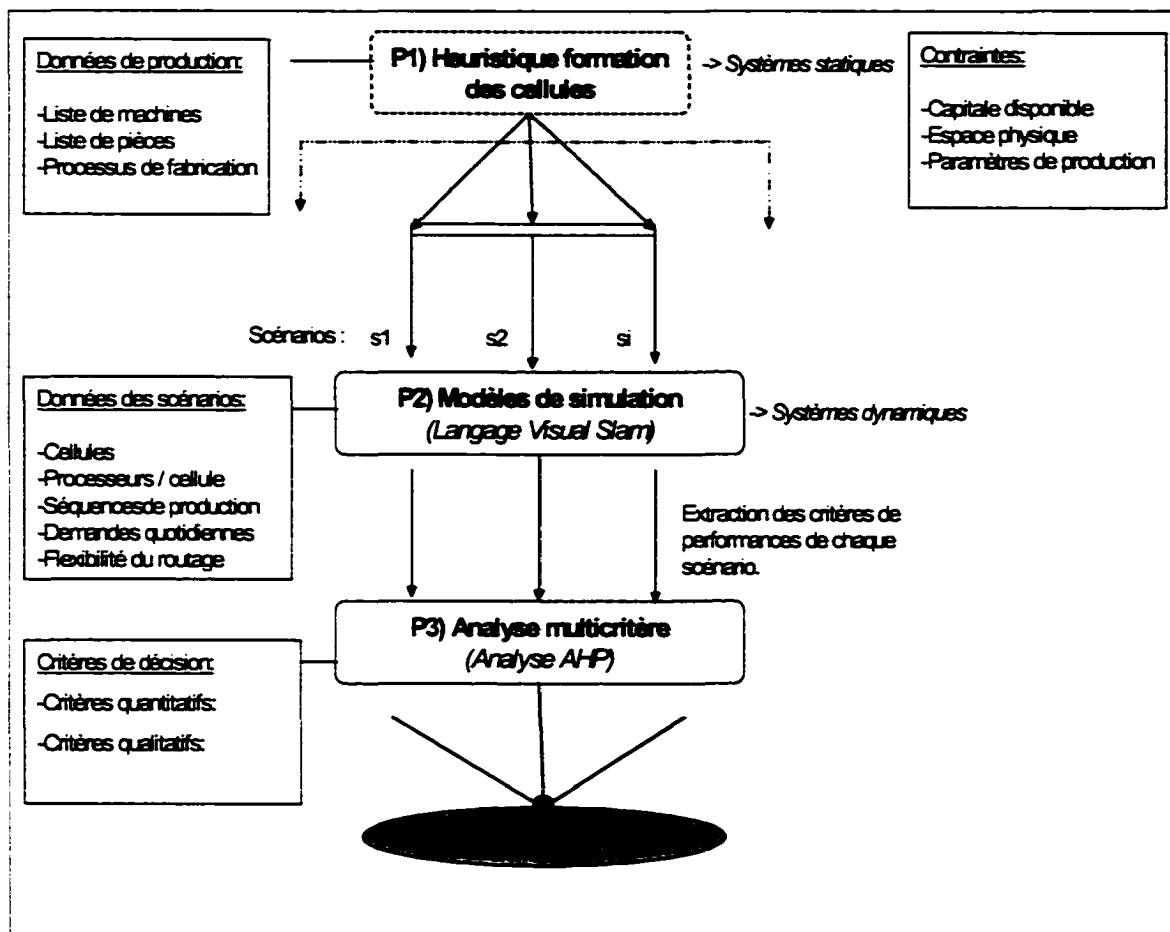 Données de production:
-Liste de machines
-Liste de pièces
-Processus de fabrication
P1) Heuristique formation
des cellules
-> Systèmes statiques
Contraintes:
-Capitale disponible
-Espace physique
-Paramètres de production
Scénarios : s1 s2 si
Données des scénarios:
-Cellules
-Processeurs / cellule
-Séquencesde production
-Demandes quotidiennes
-Flexibilité du routage
P2) Modèles de simulation
(Langage Visual Slam)
-> Systèmes dynamiques
Extraction des critères de
performances de chaque
scénario.
P3) Analyse multicritère
(Analyse AHP)
Critères de décision:
-Critères quantitatifs:
-Critères qualitatifs: